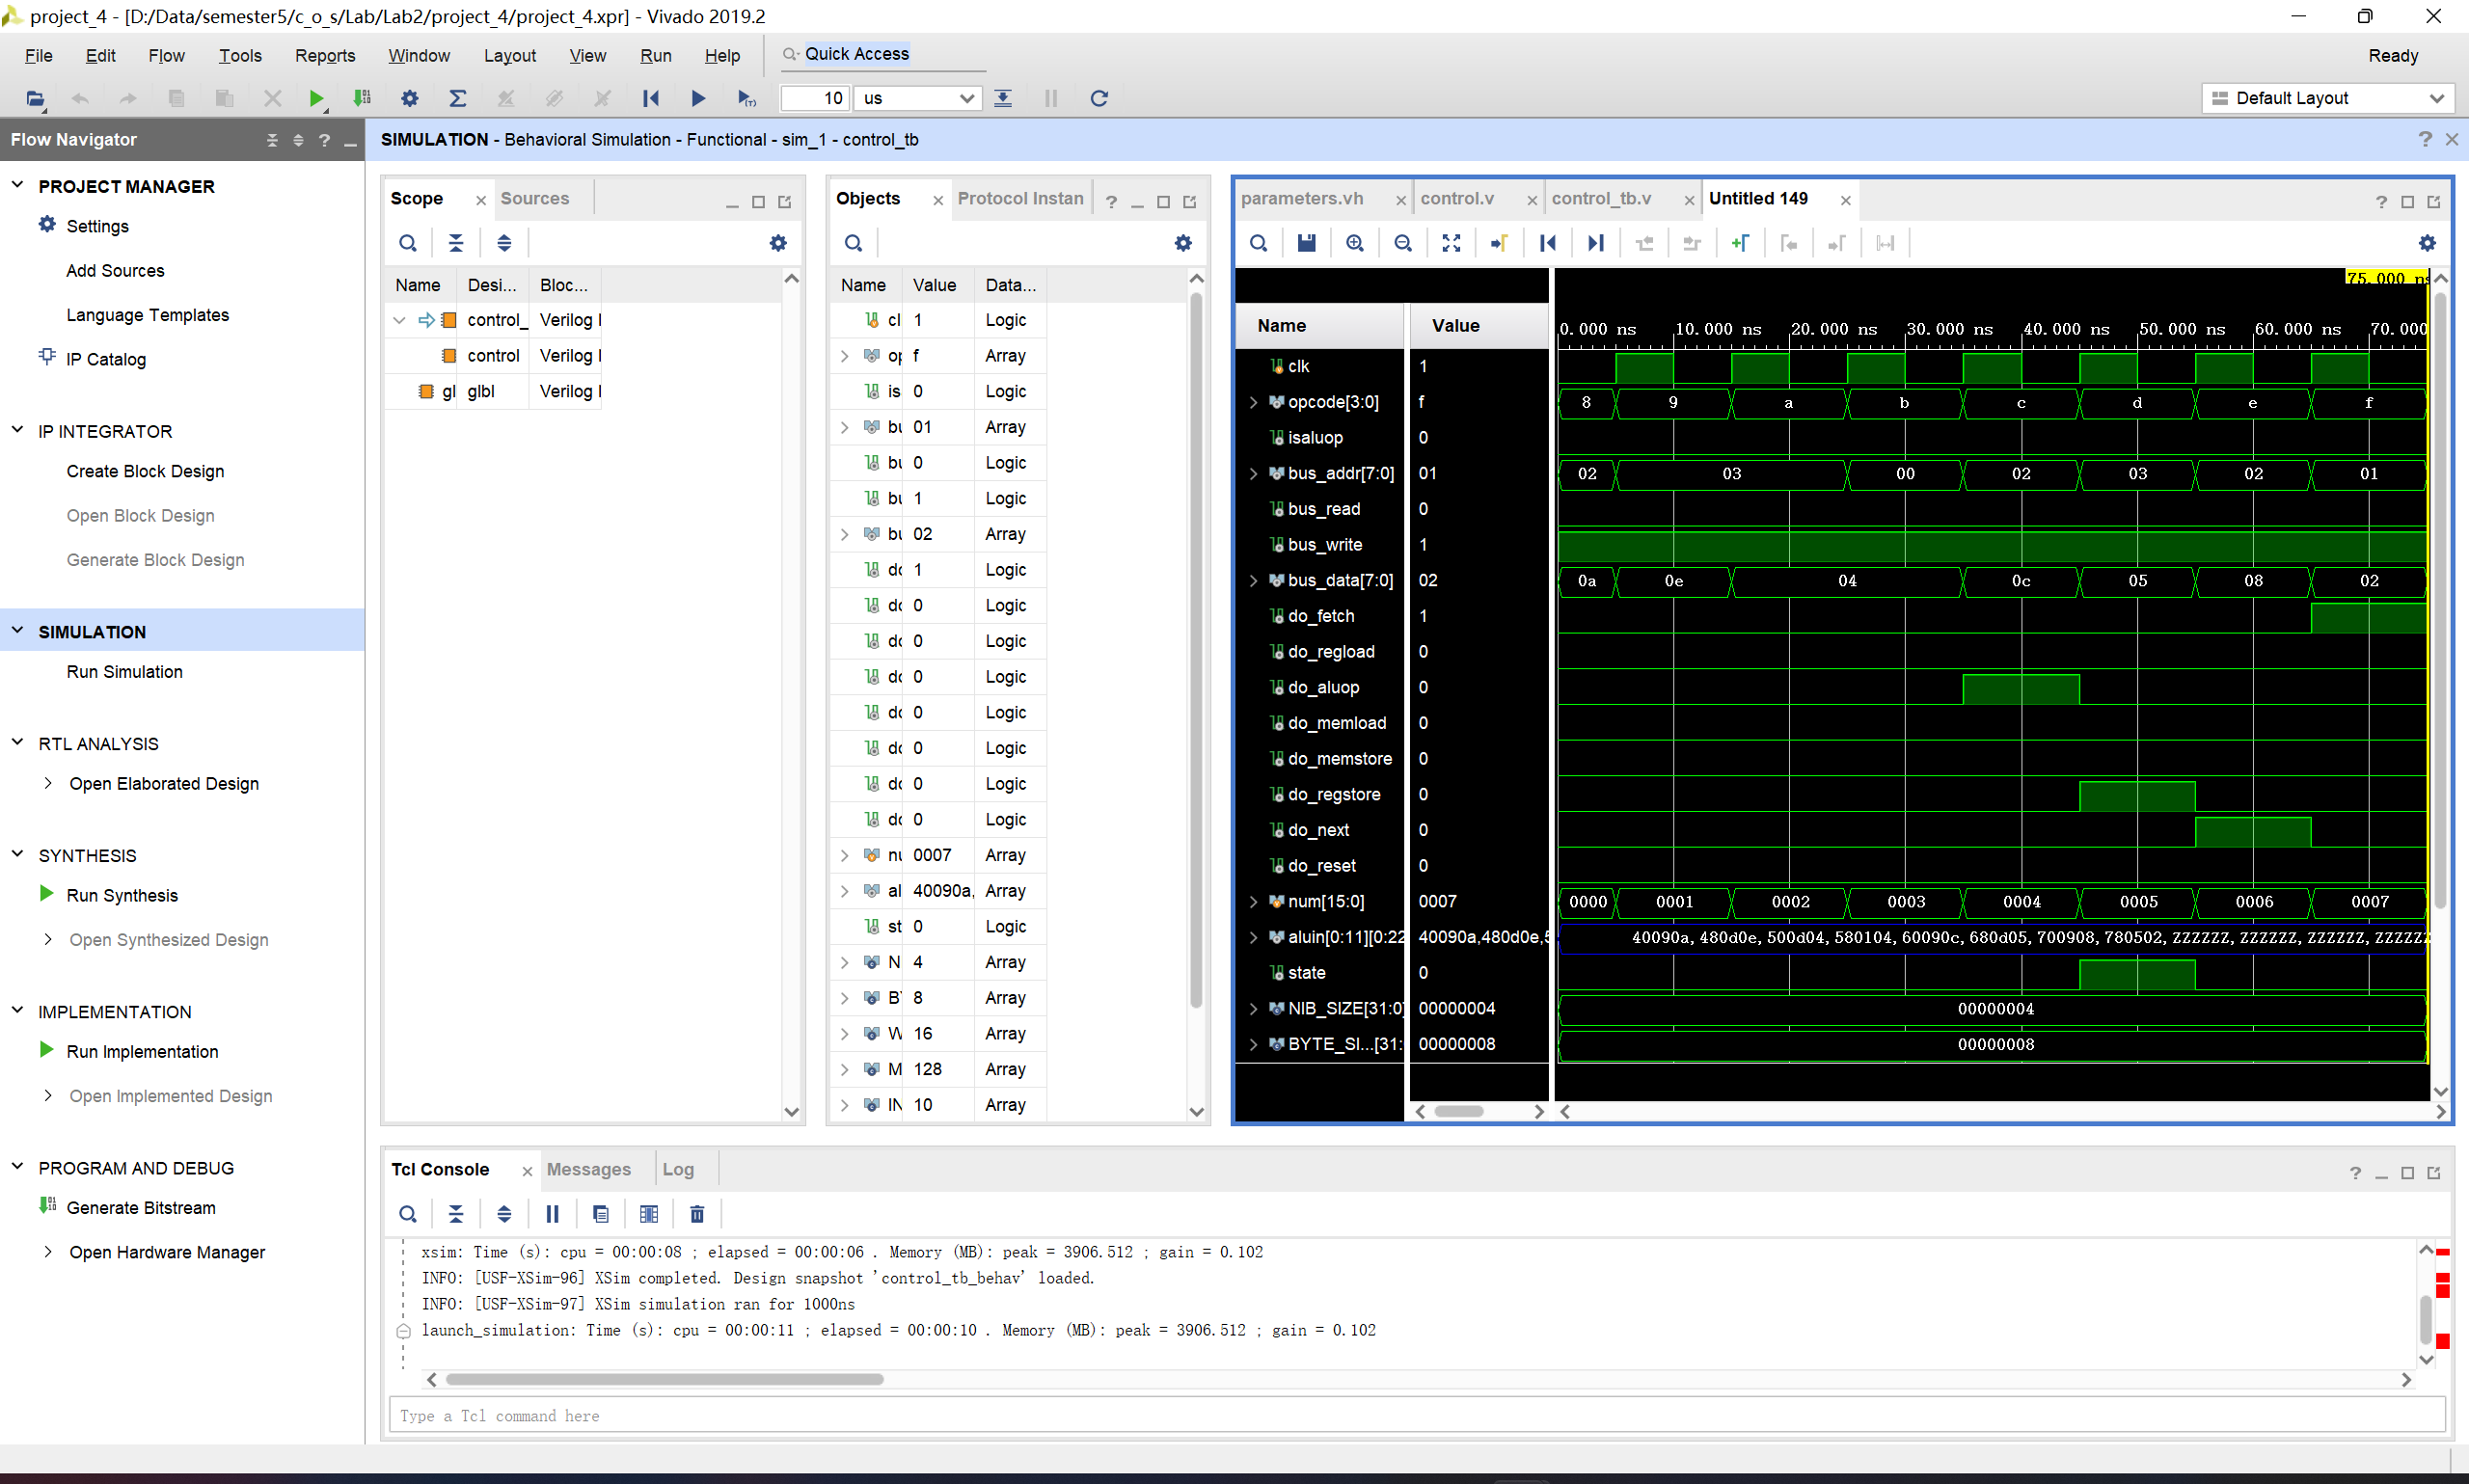 project_4 - [D:/Data/semester5/c_o_s/Lab/Lab2/project_4/project_4.xpr] - Vivado 2019.2
File Edit Flow Tools Reports Window Layout View Run Help Quick Access Ready
10 us Default Layout
Flow Navigator
SIMULATION - Behavioral Simulation - Functional - sim_1 - control_tb
PROJECT MANAGER
Settings
Add Sources
Language Templates
IP Catalog
IP INTEGRATOR
Create Block Design
Open Block Design
Generate Block Design
SIMULATION
Run Simulation
RTL ANALYSIS
Open Elaborated Design
SYNTHESIS
Run Synthesis
Open Synthesized Design
IMPLEMENTATION
Run Implementation
Open Implemented Design
PROGRAM AND DEBUG
Generate Bitstream
Open Hardware Manager
Scope Sources
Name Desi... Bloc...
control_ Verilog
control Verilog
gl glbl Verilog
Objects Protocol Instan
Name Value Data...
cl 1 Logic
op f Array
is 0 Logic
bu 01 Array
bu 0 Logic
bu 1 Logic
bu 02 Array
do 1 Logic
do 0 Logic
do 0 Logic
do 0 Logic
do 0 Logic
do 0 Logic
do 0 Logic
do 0 Logic
nu 0007 Array
al 40090a, Array
st 0 Logic
N 4 Array
B 8 Array
W 16 Array
M 128 Array
IN 10 Array
parameters.vh control.v control_tb.v Untitled 149
75.000 ns
Name Value 0.000 ns 10.000 ns 20.000 ns 30.000 ns 40.000 ns 50.000 ns 60.000 ns 70.000
clk 1
opcode[3:0] f 8 9 a b c d e f
isaluop 0
bus_addr[7:0] 01 02 03 00 02 03 02 01
bus_read 0
bus_write 1
bus_data[7:0] 02 0a 0e 04 0c 05 08 02
do_fetch 1
do_regload 0
do_aluop 0
do_memload 0
do_memstore 0
do_regstore 0
do_next 0
do_reset 0
num[15:0] 0007 0000 0001 0002 0003 0004 0005 0006 0007
aluin[0:11][0:22 40090a,480d0e,5 40090a,480d0e,500d04,580104,60090c,680d05,700908,780502,ZZZZZZ,ZZZZZZ,ZZZZZZ,ZZZZZZ
state 0
NIB_SIZE[31:0] 00000004 00000004
BYTE_SI...[31: 00000008 00000008
Tcl Console Messages Log
xsim: Time (s): cpu = 00:00:08 ; elapsed = 00:00:06 . Memory (MB): peak = 3906.512 ; gain = 0.102
INFO: [USF-XSim-96] XSim completed. Design snapshot 'control_tb_behav' loaded.
INFO: [USF-XSim-97] XSim simulation ran for 1000ns
launch_simulation: Time (s): cpu = 00:00:11 ; elapsed = 00:00:10 . Memory (MB): peak = 3906.512 ; gain = 0.102
Type a Tcl command here